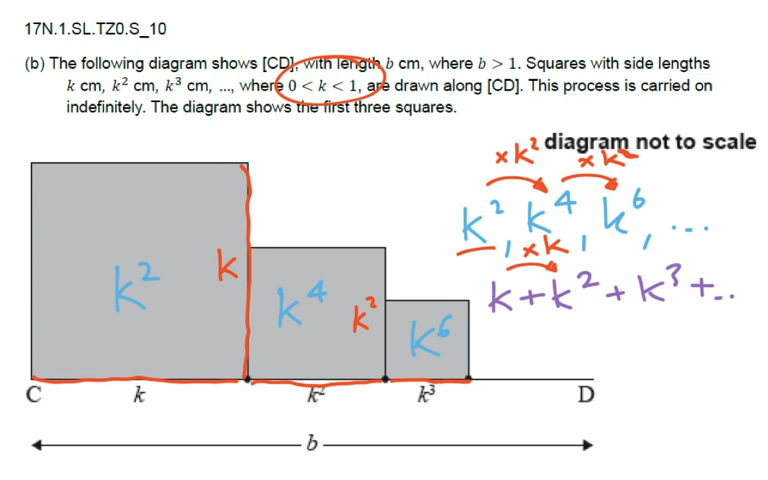 17N.1.SL.TZ0.S_10
(b) The following diagram shows [CD], with length b cm, where b > 1. Squares with side lengths
k cm, k² cm, k³ cm, ..., where 0 < k < 1, are drawn along [CD]. This process is carried on
indefinitely. The diagram shows the first three squares.
diagram not to scale
×k² ×k²
k², k⁴, k⁶, ...
×k
k + k² + k³ + ...
k² k
k⁴ k²
k⁶
C k k² k³ D
b